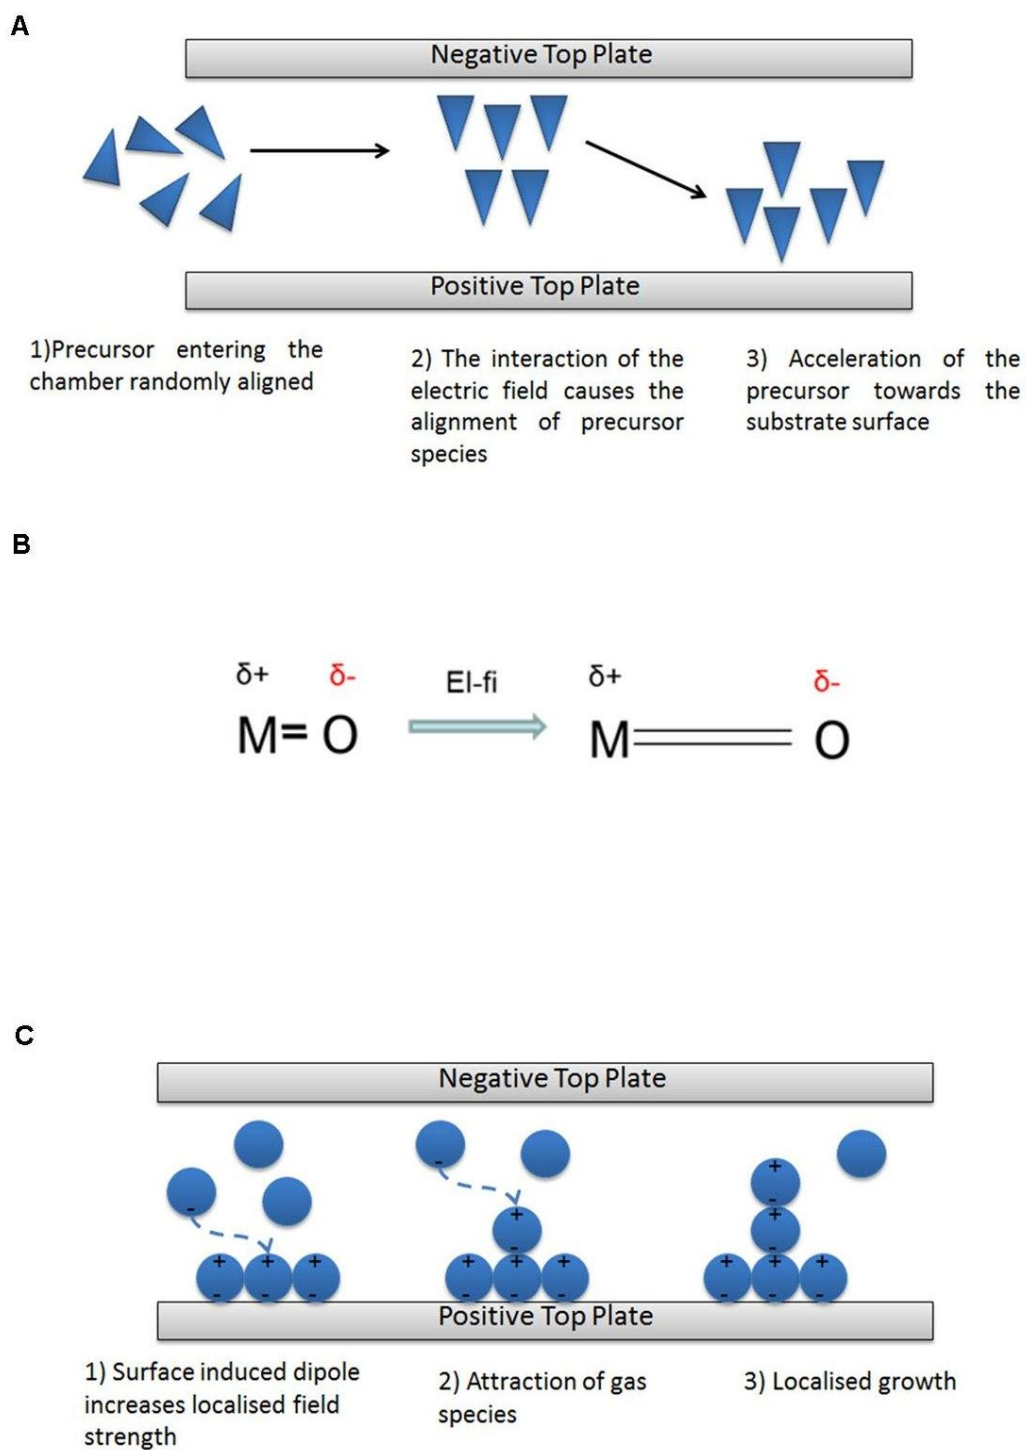 A
Negative Top Plate
Positive Top Plate
1)Precursor entering the
chamber randomly aligned
2) The interaction of the
electric field causes the
alignment of precursor
species
3) Acceleration of the
precursor towards the
substrate surface
B
δ+ δ- El-fi δ+ δ-
M= O M O
C
Negative Top Plate
-
+ + +
- - -
-
+
-
+ + +
- - -
+
-
+
-
+ + +
- - -
Positive Top Plate
1) Surface induced dipole
increases localised field
strength
2) Attraction of gas
species
3) Localised growth